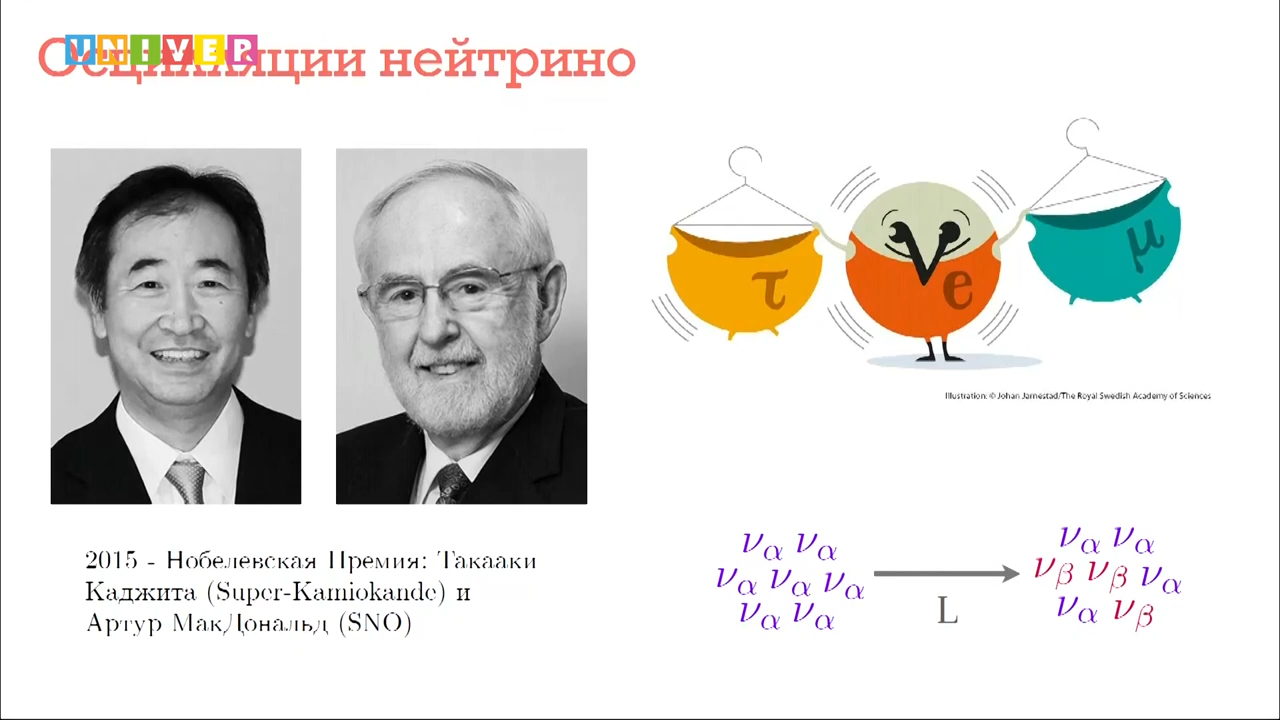 UNIVER
Осцилляции нейтрино
τ
e
μ
Illustration: © Johan Jarnestad/The Royal Swedish Academy of Sciences
2015 - Нобелевская Премия: Такааки
Каджита (Super-Kamiokande) и
Артур МакДональд (SNO)
να να
να να να
να να
L
να να
νβ νβ να
να νβ